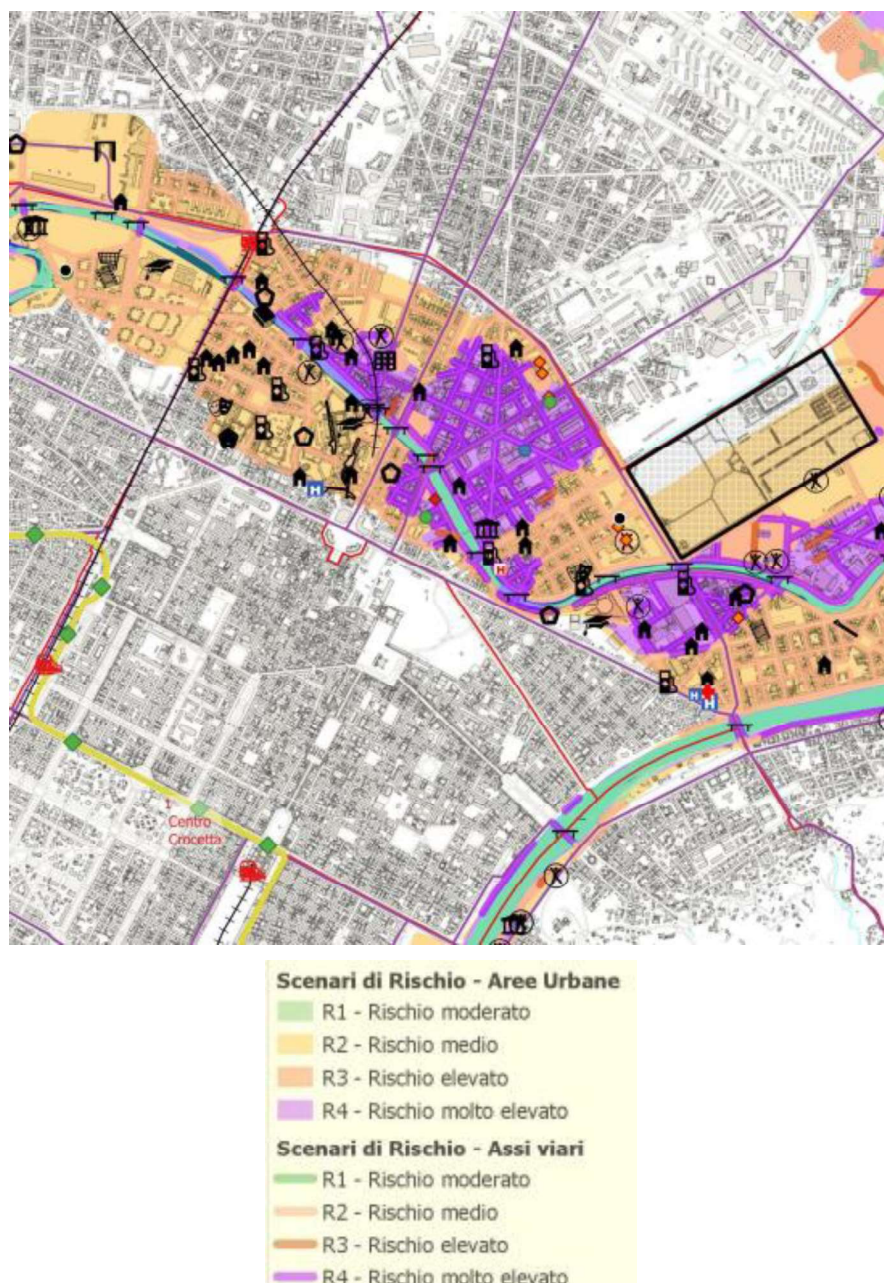 1
Centro
Crocetta
H
H
H
H
Scenari di Rischio - Aree Urbane
R1 - Rischio moderato
R2 - Rischio medio
R3 - Rischio elevato
R4 - Rischio molto elevato
Scenari di Rischio - Assi viari
R1 - Rischio moderato
R2 - Rischio medio
R3 - Rischio elevato
R4 - Rischio molto elevato